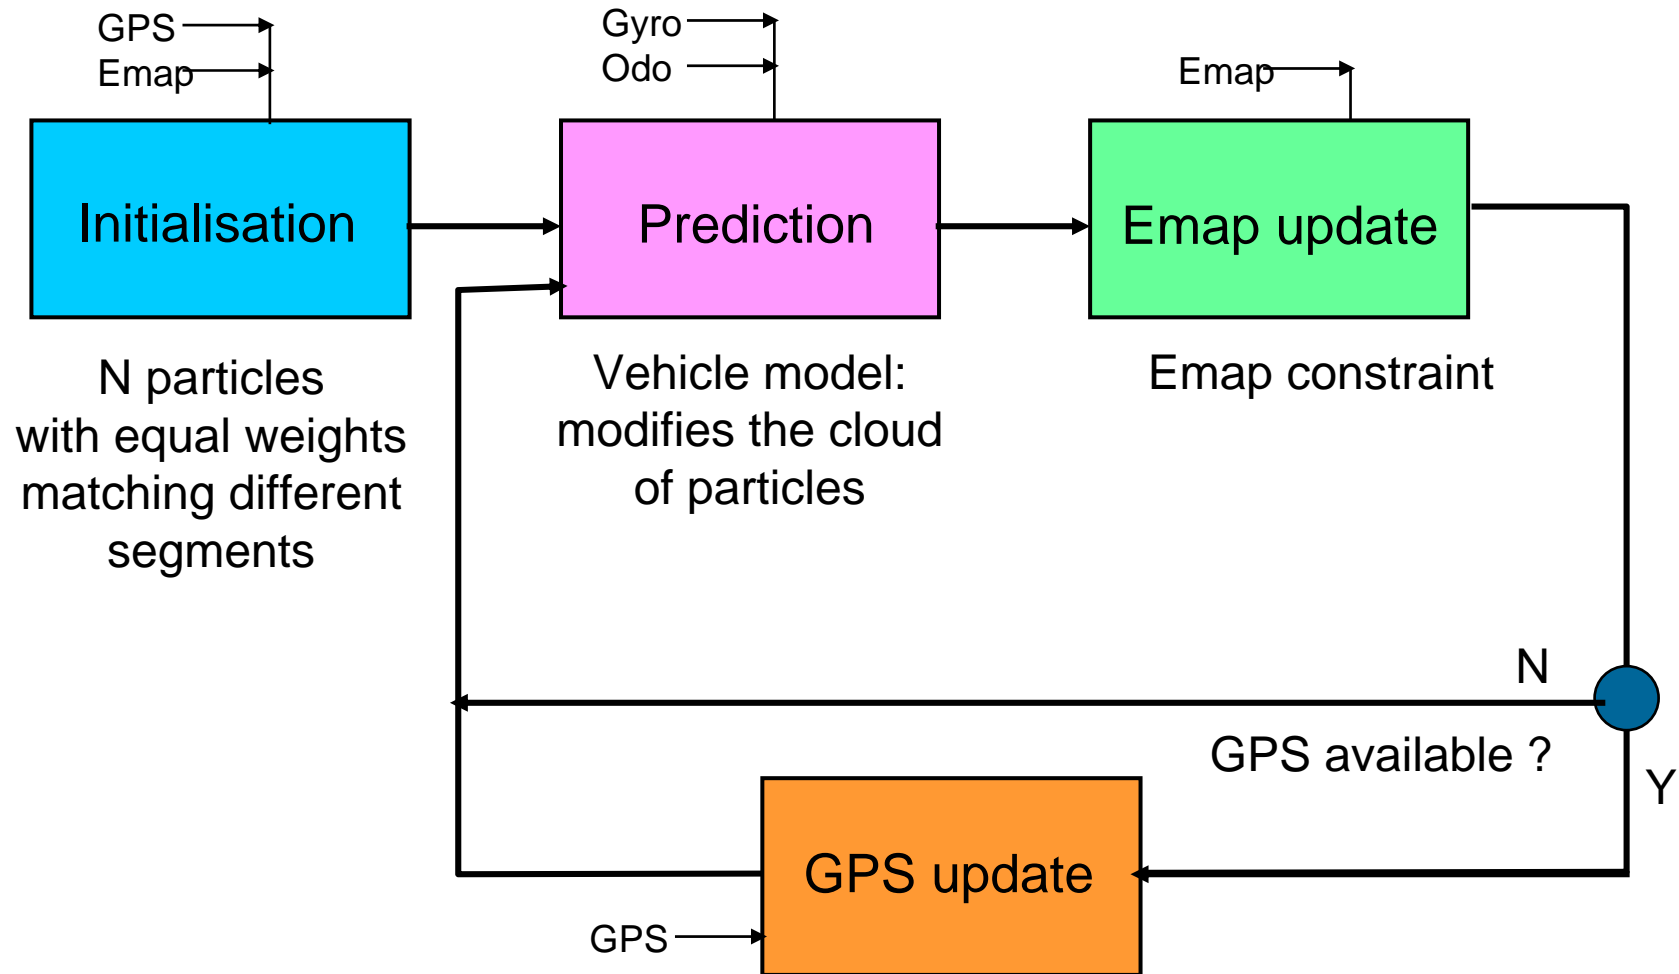 GPS
Emap
Gyro
Odo
Emap
Initialisation
Prediction
Emap update
N particles
with equal weights
matching different
segments
Vehicle model:
modifies the cloud
of particles
Emap constraint
N
GPS available ?
Y
GPS update
GPS